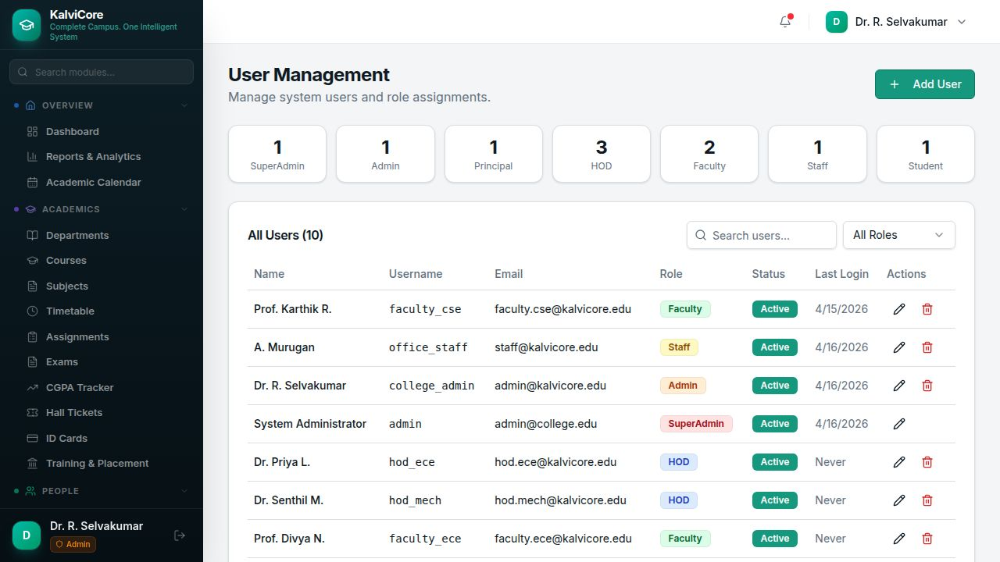 KalviCore
Complete Campus. One Intelligent
System
Search modules...
OVERVIEW
Dashboard
Reports & Analytics
Academic Calendar
ACADEMICS
Departments
Courses
Subjects
Timetable
Assignments
Exams
CGPA Tracker
Hall Tickets
ID Cards
Training & Placement
PEOPLE
D
Dr. R. Selvakumar
Admin
D Dr. R. Selvakumar
User Management
Manage system users and role assignments.
Add User
1 1 1 3 2 1 1
SuperAdmin Admin Principal HOD Faculty Staff Student
All Users (10)
Search users...
All Roles
Name Username Email Role Status Last Login Actions
Prof. Karthik R. faculty_cse faculty.cse@kalvicore.edu Faculty Active 4/15/2026
A. Murugan office_staff staff@kalvicore.edu Staff Active 4/16/2026
Dr. R. Selvakumar college_admin admin@kalvicore.edu Admin Active 4/16/2026
System Administrator admin admin@college.edu SuperAdmin Active 4/16/2026
Dr. Priya L. hod_ece hod.ece@kalvicore.edu HOD Active Never
Dr. Senthil M. hod_mech hod.mech@kalvicore.edu HOD Active Never
Prof. Divya N. faculty_ece faculty.ece@kalvicore.edu Faculty Active Never